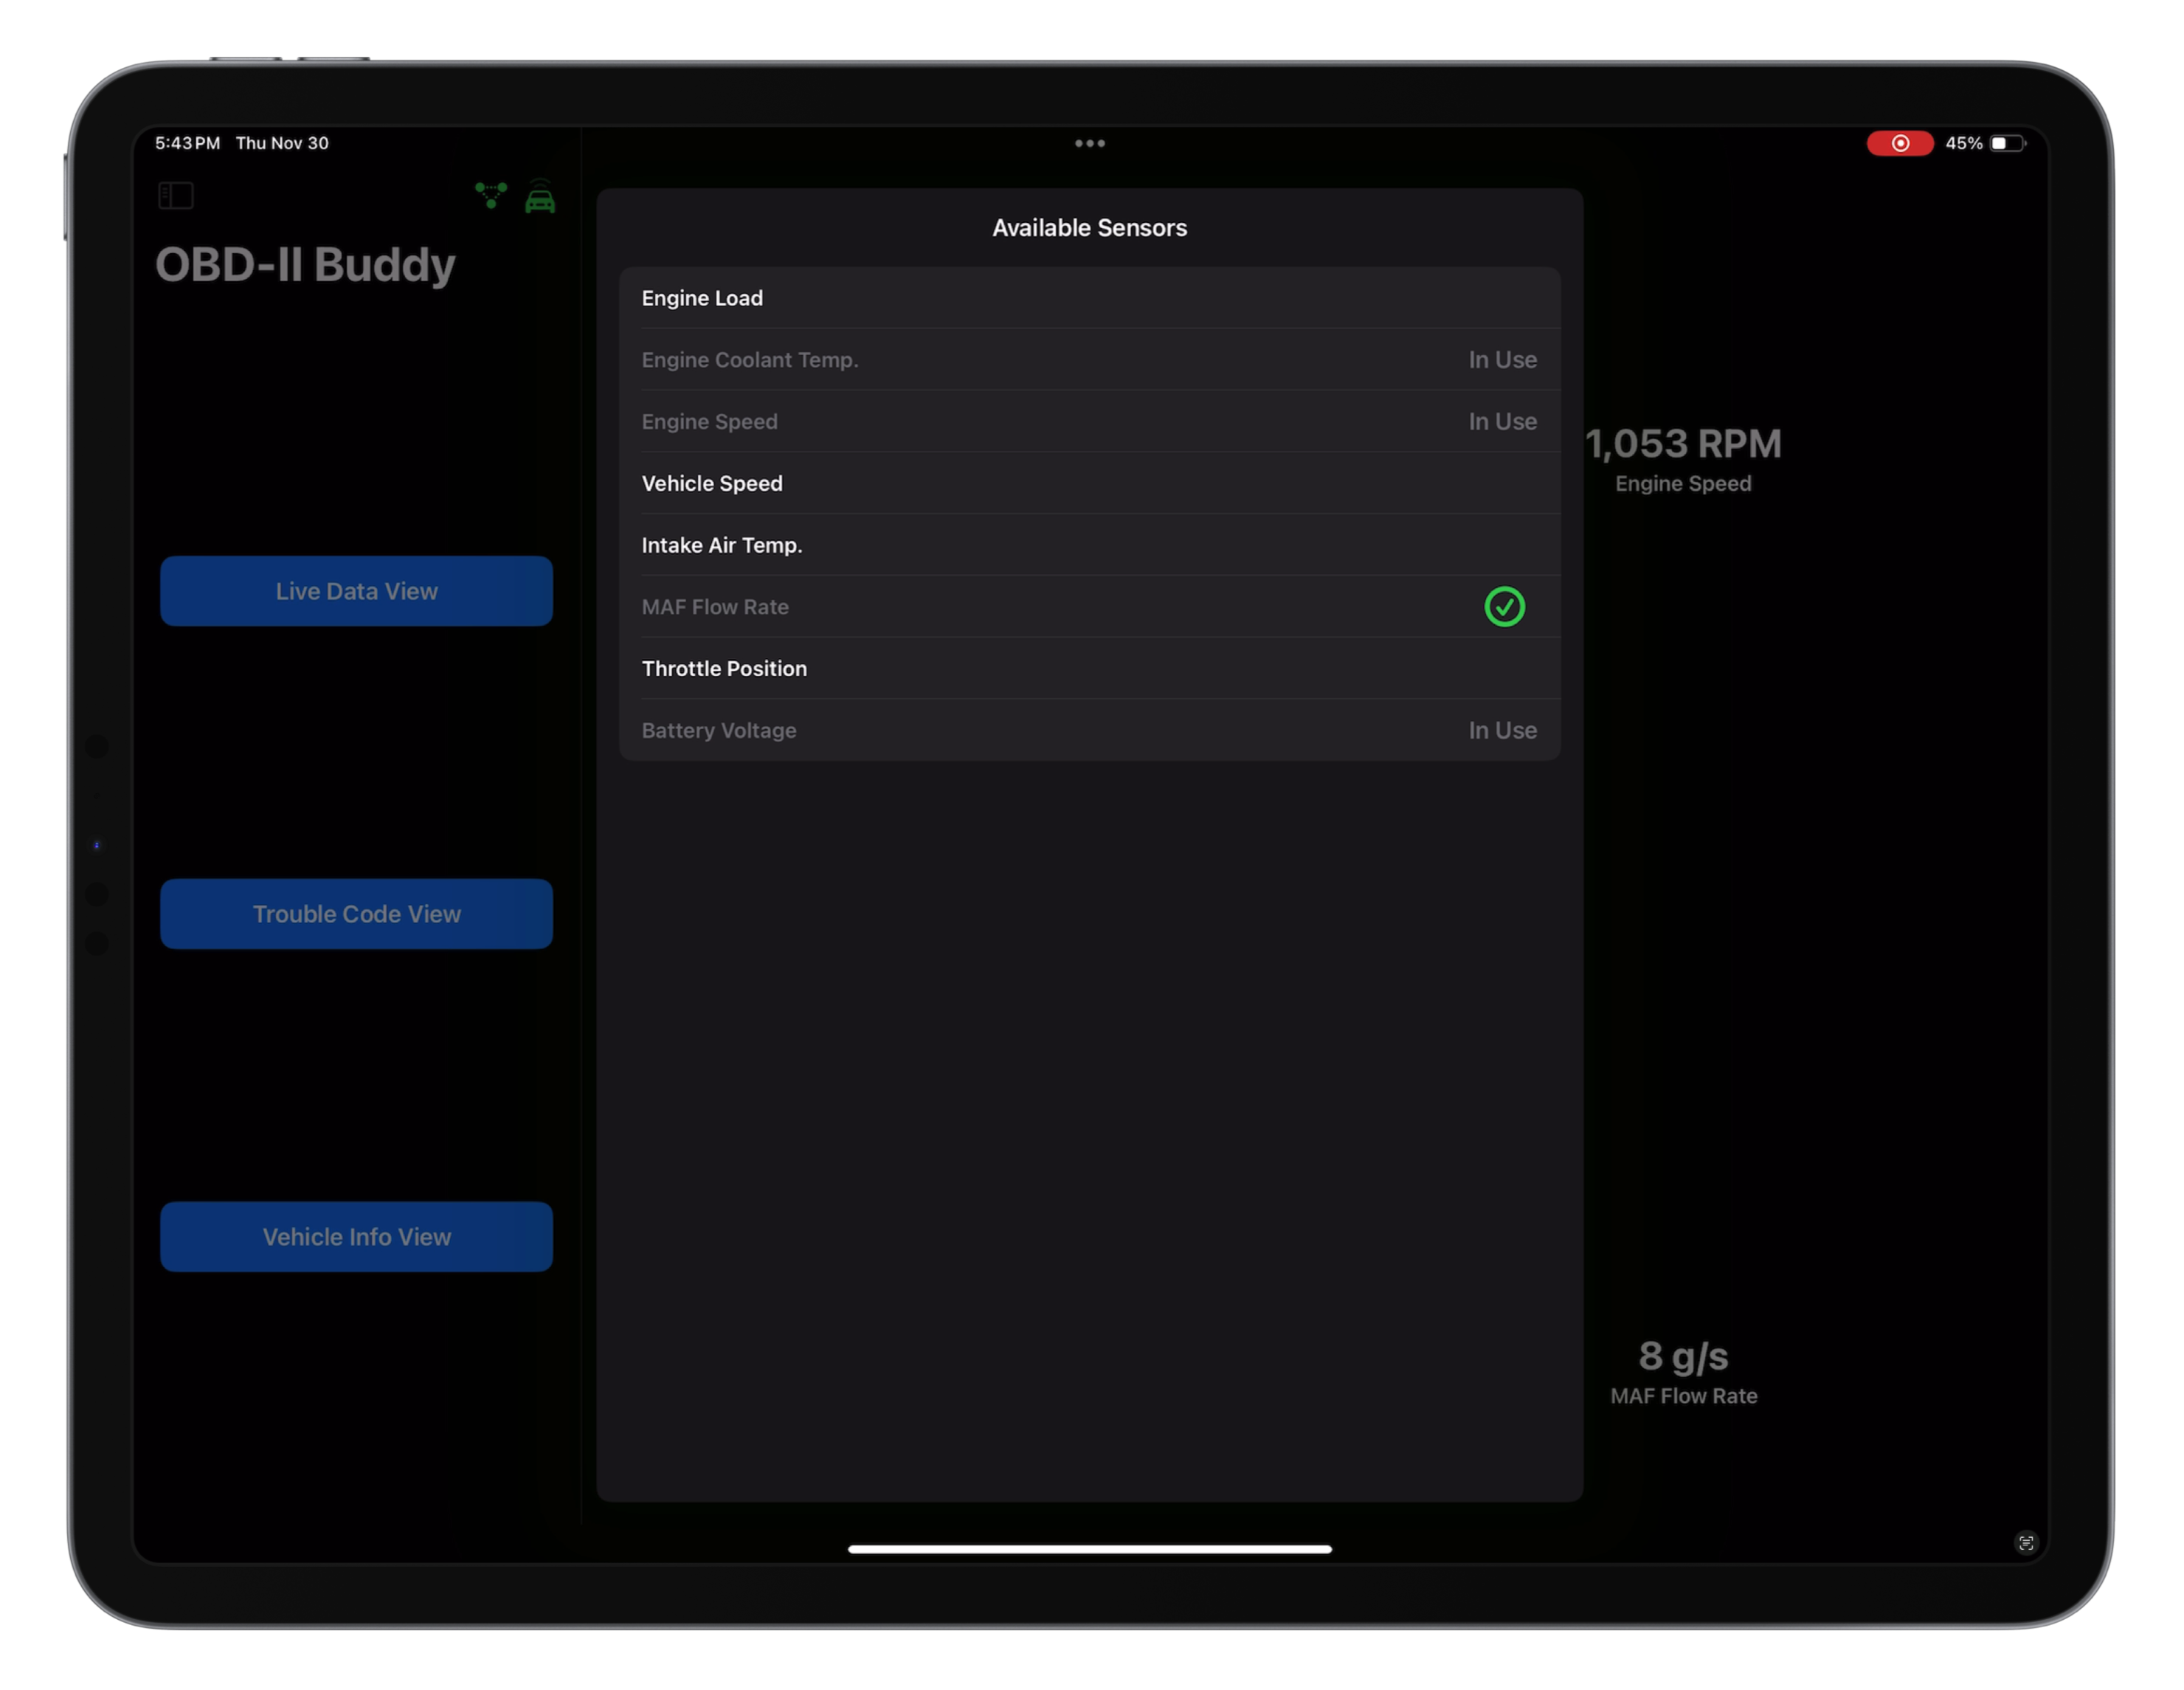 5:43 PM Thu Nov 30
45%
OBD-II Buddy
Live Data View
Trouble Code View
Vehicle Info View
Available Sensors
Engine Load
Engine Coolant Temp. In Use
Engine Speed In Use
Vehicle Speed
Intake Air Temp.
MAF Flow Rate
Throttle Position
Battery Voltage In Use
1,053 RPM
Engine Speed
8 g/s
MAF Flow Rate